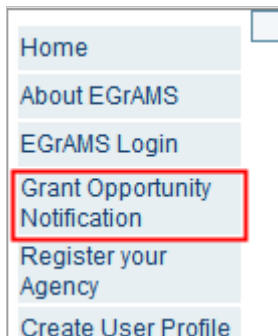 Home
About EGrAMS
EGrAMS Login
Grant Opportunity
Notification
Register your
Agency
Create User Profile